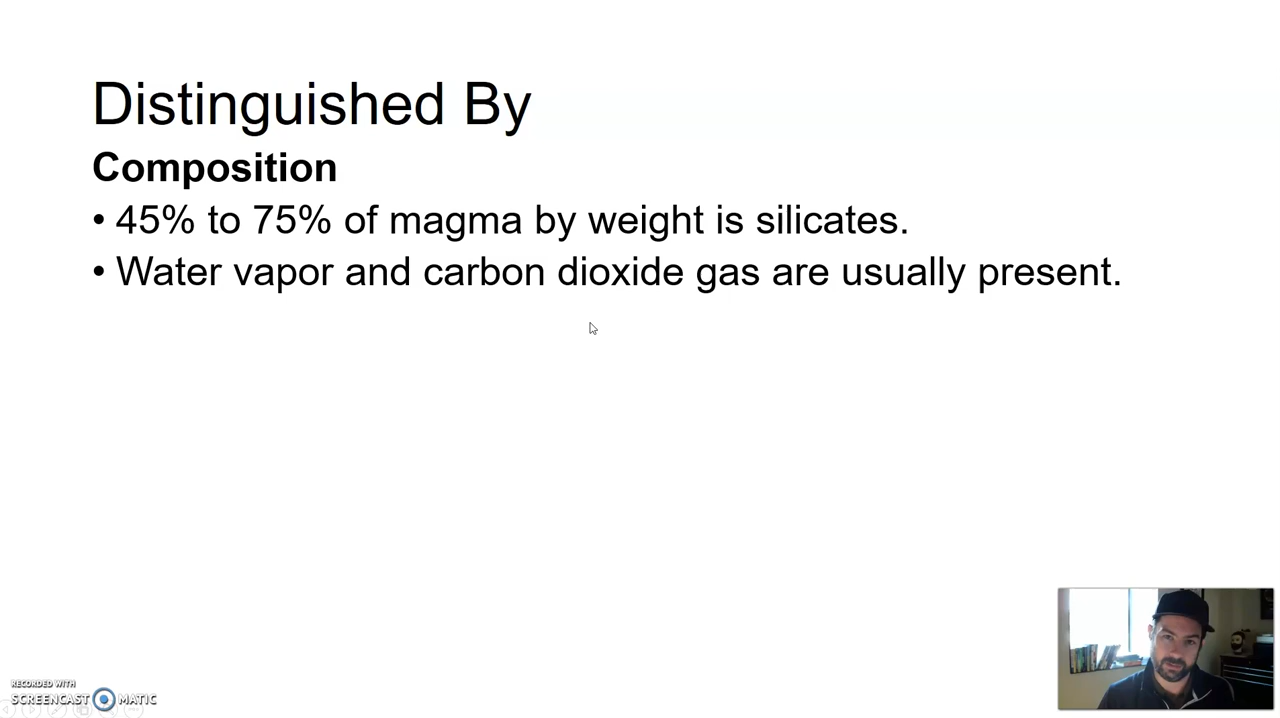 Distinguished By
Composition
• 45% to 75% of magma by weight is silicates.
• Water vapor and carbon dioxide gas are usually present.
RECORDED WITH
SCREENCAST MATIC